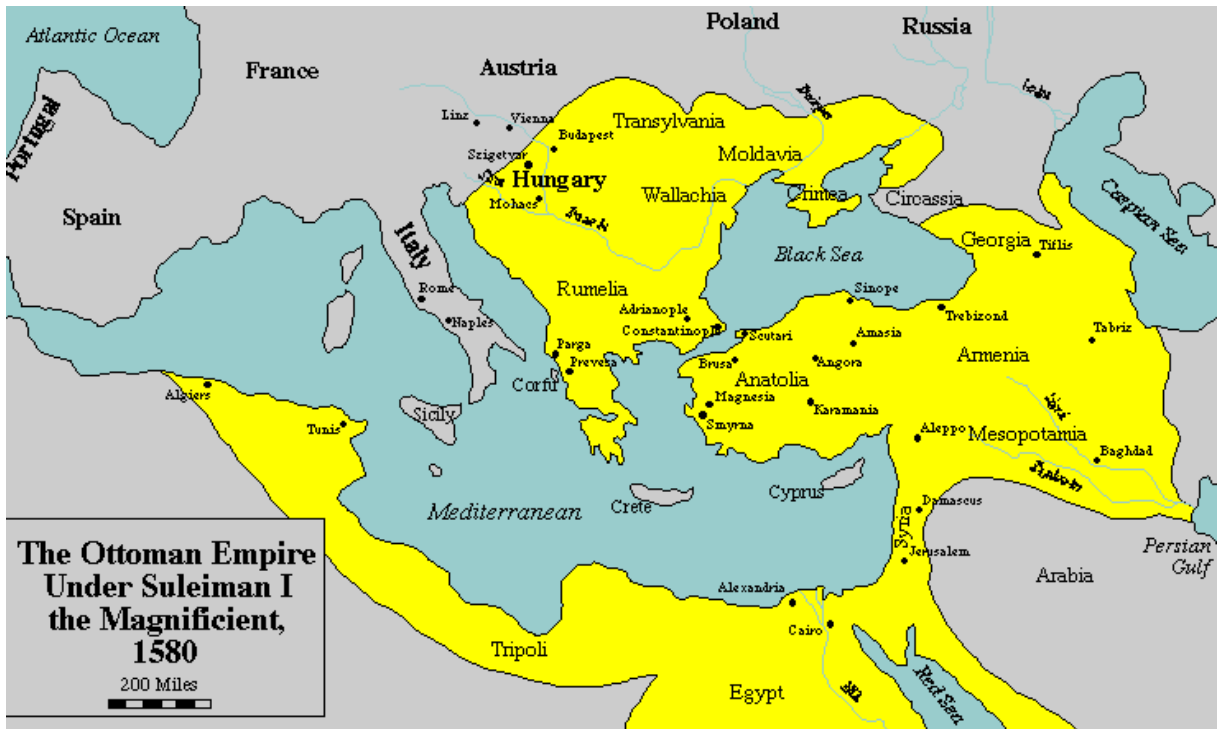 Atlantic Ocean
Poland
Russia
France
Austria
Portugal
Linz
Vienna
Budapest
Transylvania
Szigetvar
Hungary
Moldavia
Mohacs
Wallachia
Crimea
Circassia
Caspian Sea
Spain
Italy
Georgia
Tiflis
Black Sea
Rome
Rumelia
Sinope
Naples
Adrianople
Constantinople
Scutari
Amasia
Trebizond
Tabriz
Parga
Prevesa
Brusa
Angora
Armenia
Corfu
Anatolia
Algiers
Magnesia
Karamania
Sicily
Smyrna
Tunis
Aleppo
Mesopotamia
Baghdad
Cyprus
Crete
Mediterranean
Damascus
Syria
Jerusalem
Persian
Gulf
Arabia
Alexandria
Cairo
Tripoli
Egypt
Red Sea
The Ottoman Empire
Under Suleiman I
the Magnificient,
1580
200 Miles